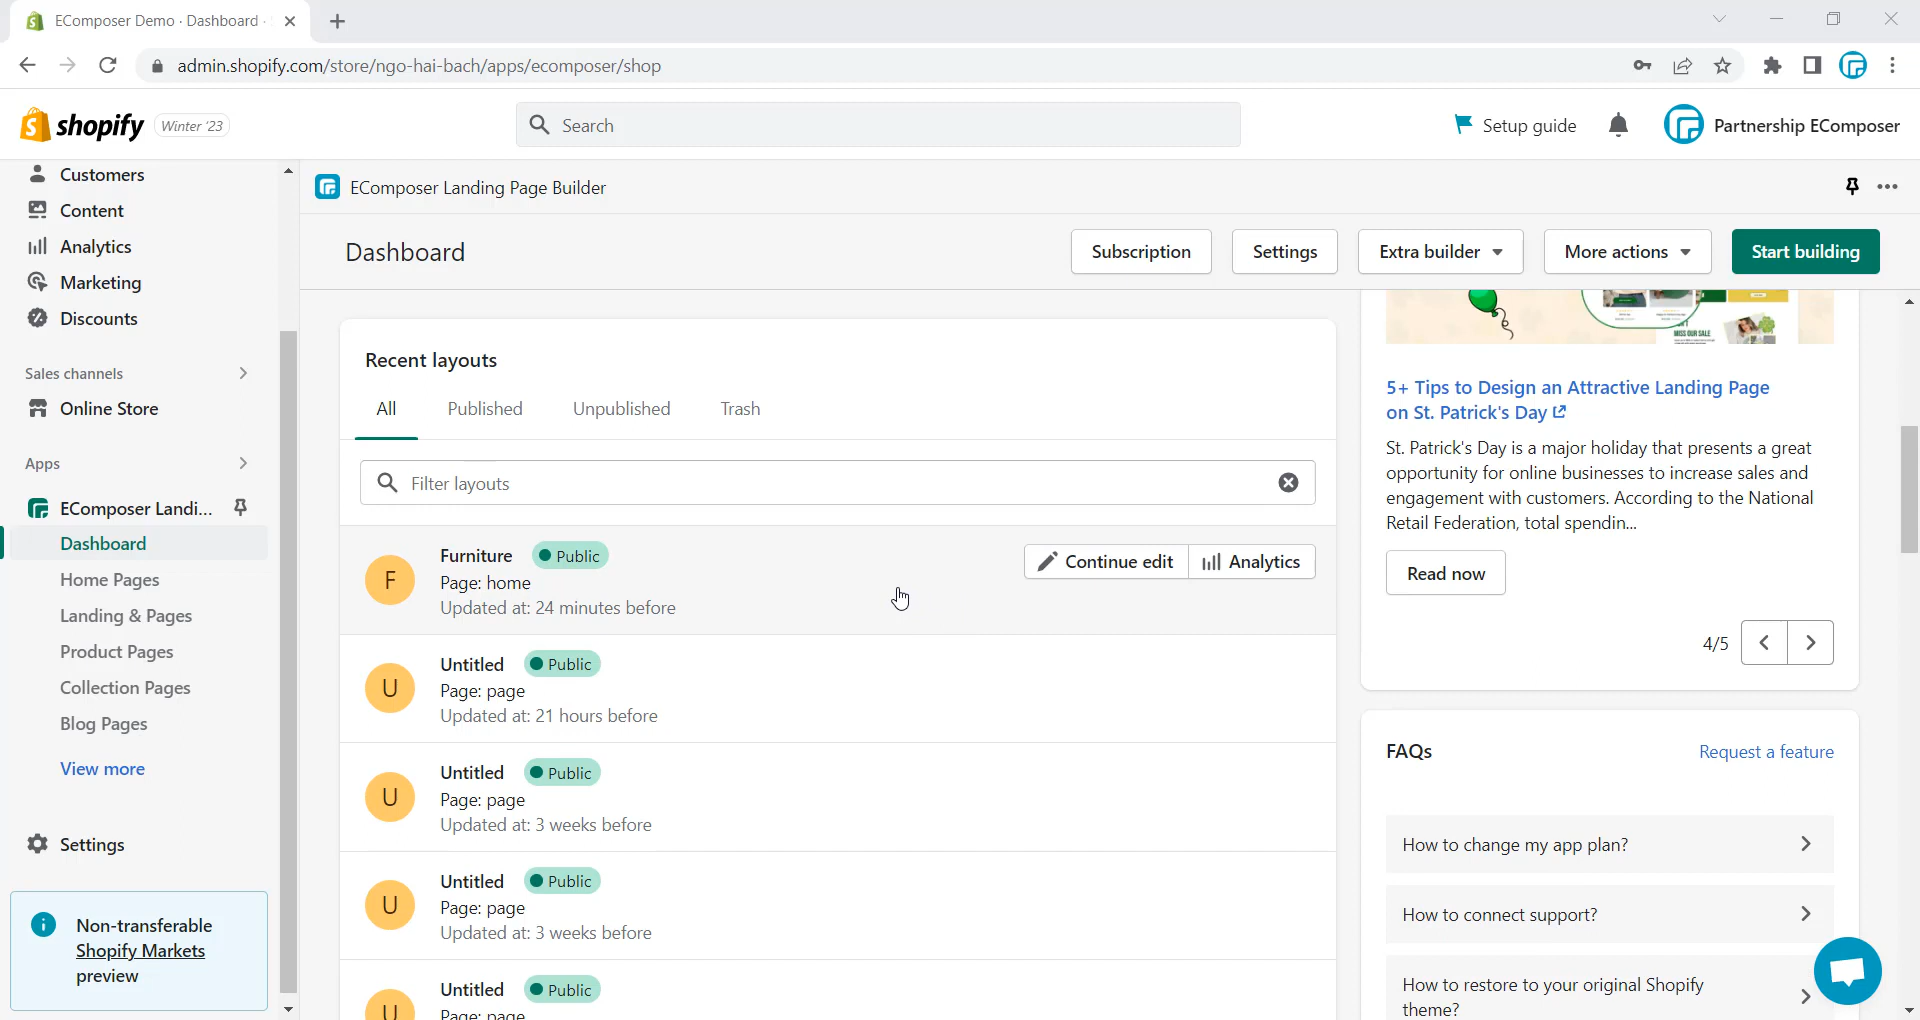 EComposer Demo · Dashboard ·
admin.shopify.com/store/ngo-hai-bach/apps/ecomposer/shop
shopify Winter '23
Search
Setup guide
Partnership EComposer
Customers
Content
Analytics
Marketing
Discounts
Sales channels
Online Store
Apps
EComposer Landi...
Dashboard
Home Pages
Landing & Pages
Product Pages
Collection Pages
Blog Pages
View more
Settings
Non-transferable
Shopify Markets
preview
EComposer Landing Page Builder
Dashboard
Subscription
Settings
Extra builder
More actions
Start building
Recent layouts
All
Published
Unpublished
Trash
Filter layouts
F
Furniture Public
Page: home
Updated at: 24 minutes before
Continue edit
Analytics
U
Untitled Public
Page: page
Updated at: 21 hours before
U
Untitled Public
Page: page
Updated at: 3 weeks before
U
Untitled Public
Page: page
Updated at: 3 weeks before
U
Untitled Public
Page: page
MISS OUR SALE
5+ Tips to Design an Attractive Landing Page
on St. Patrick's Day
St. Patrick's Day is a major holiday that presents a great
opportunity for online businesses to increase sales and
engagement with customers. According to the National
Retail Federation, total spendin...
Read now
4/5
FAQs
Request a feature
How to change my app plan?
How to connect support?
How to restore to your original Shopify
theme?